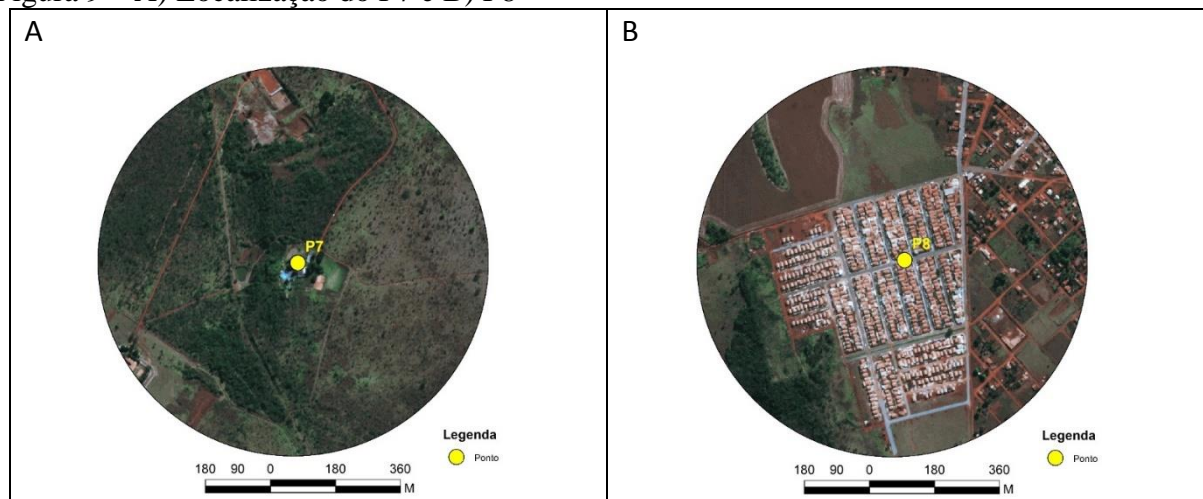 Figura 9 – A) Localização do P7 e B) P8
A
P7
Legenda
Ponto
180 90 0 180 360
M
B
P8
Legenda
Ponto
180 90 0 180 360
M